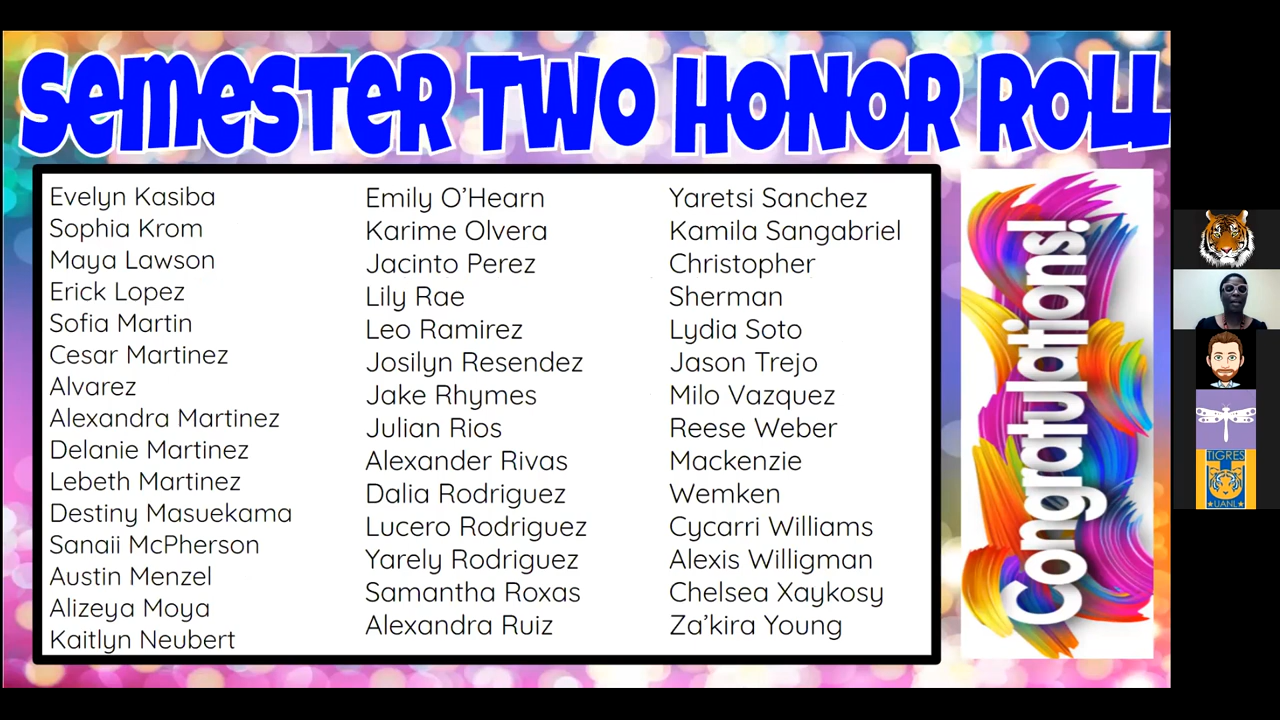 Semester Two Honor Roll
Evelyn Kasiba
Sophia Krom
Maya Lawson
Erick Lopez
Sofia Martin
Cesar Martinez
Alvarez
Alexandra Martinez
Delanie Martinez
Lebeth Martinez
Destiny Masuekama
Sanaii McPherson
Austin Menzel
Alizeya Moya
Kaitlyn Neubert
Emily O’Hearn
Karime Olvera
Jacinto Perez
Lily Rae
Leo Ramirez
Josilyn Resendez
Jake Rhymes
Julian Rios
Alexander Rivas
Dalia Rodriguez
Lucero Rodriguez
Yarely Rodriguez
Samantha Roxas
Alexandra Ruiz
Yaretsi Sanchez
Kamila Sangabriel
Christopher
Sherman
Lydia Soto
Jason Trejo
Milo Vazquez
Reese Weber
Mackenzie
Wemken
Cycarri Williams
Alexis Willigman
Chelsea Xaykosy
Za’kira Young
Congratulations!
TIGRES
UANL